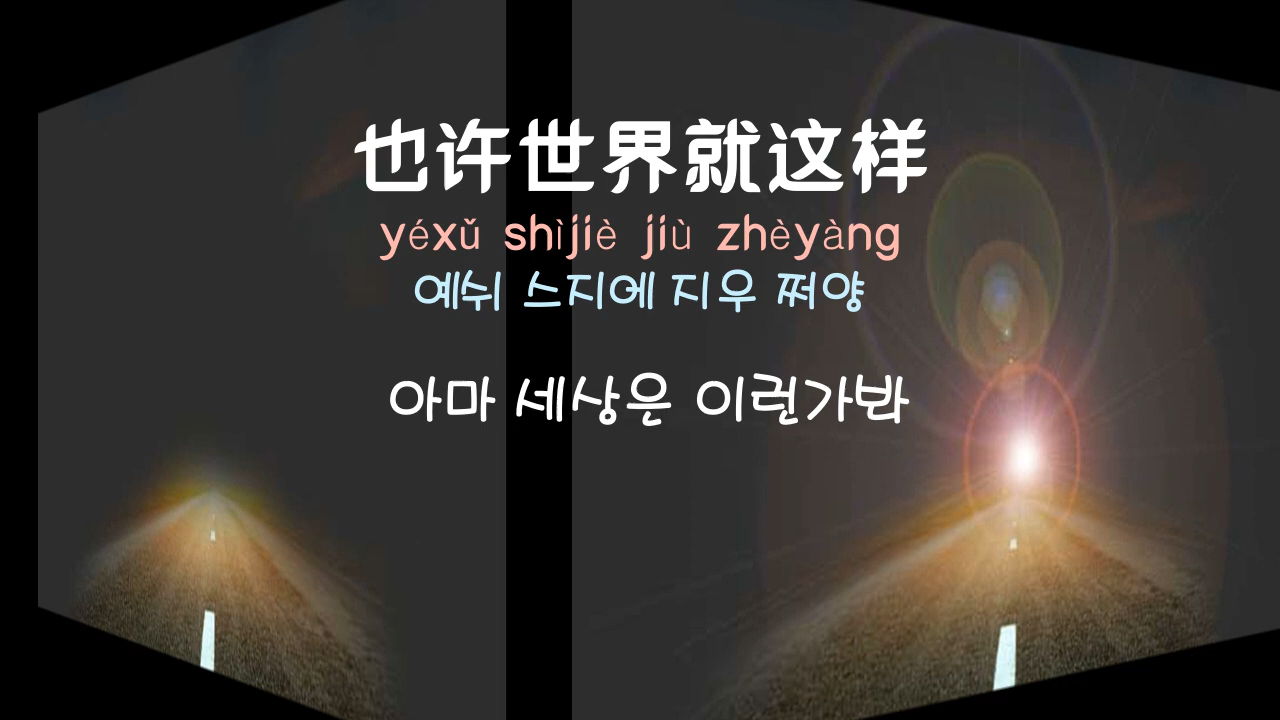 也许世界就这样
yéxǔ shìjiè jiù zhèyàng
예쉬 스지에 지우 쩌양
아마 세상은 이런가봐